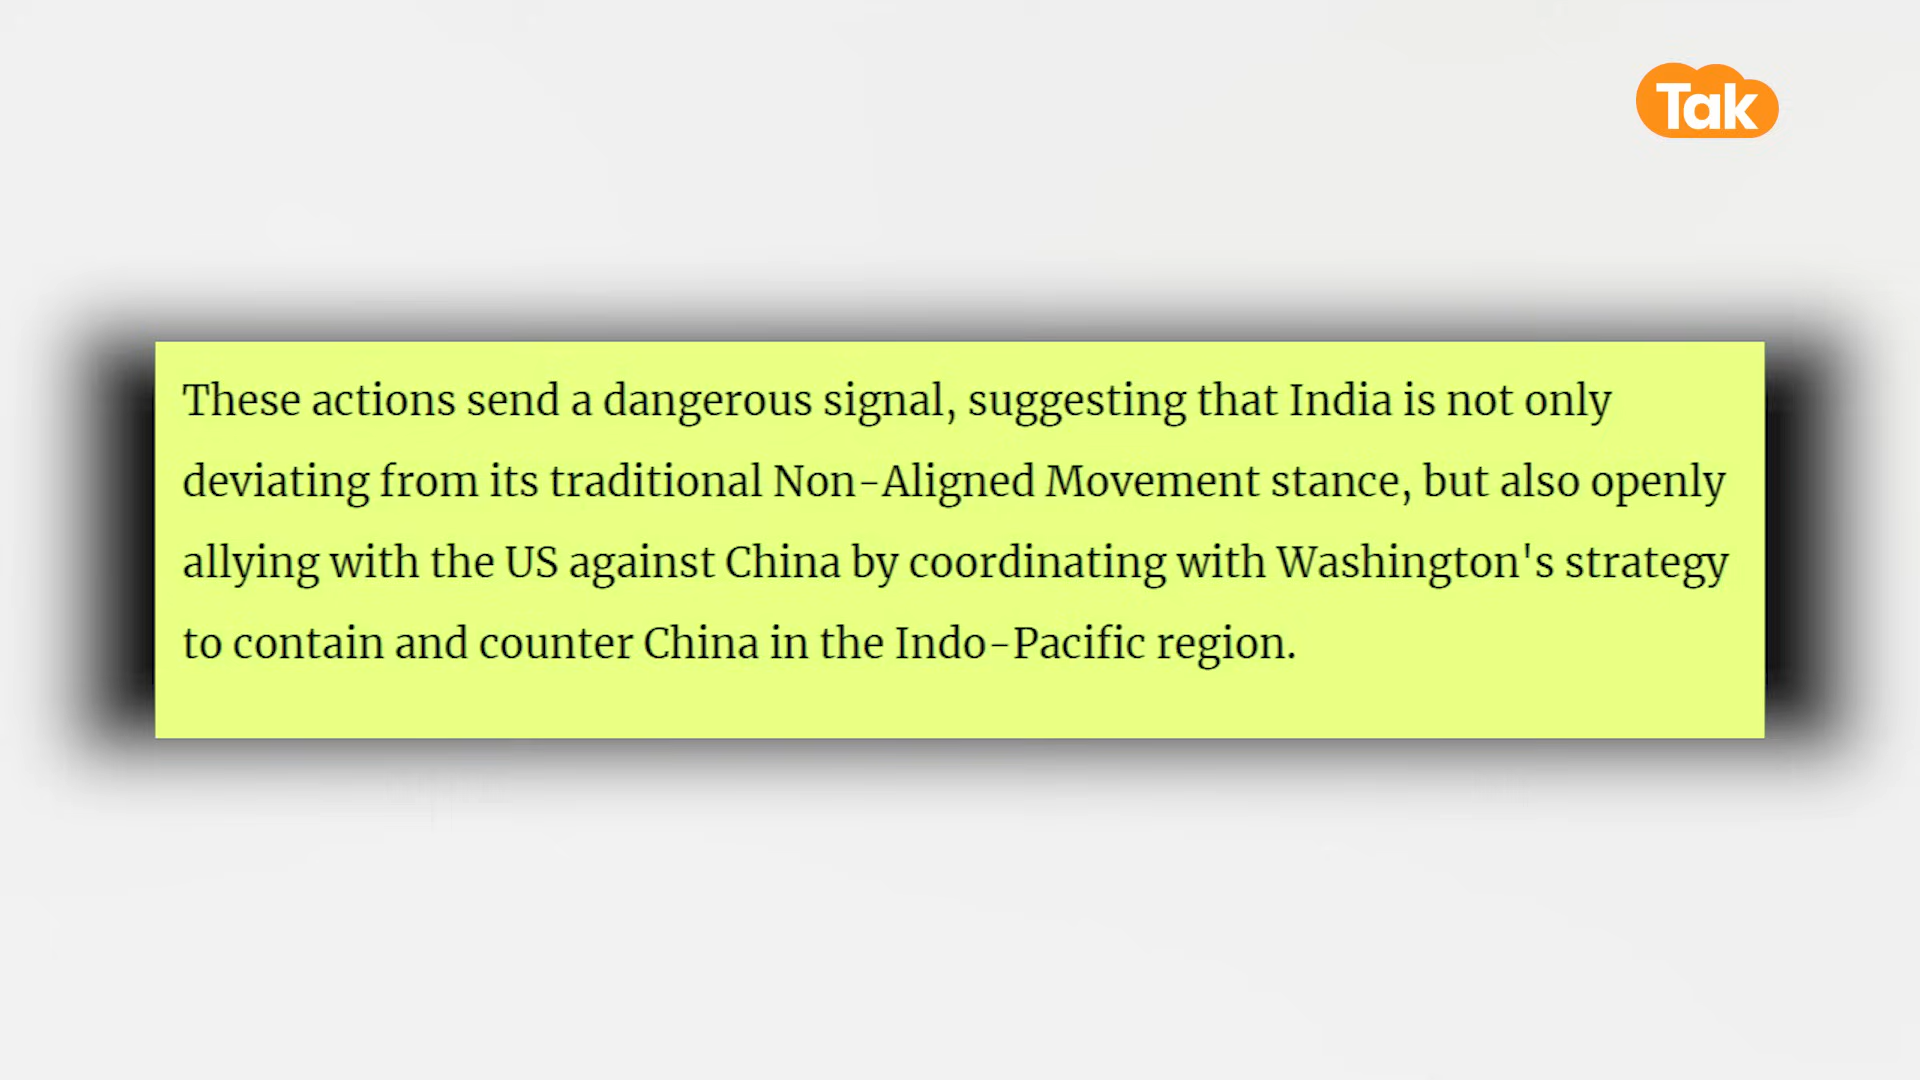 Tak
These actions send a dangerous signal, suggesting that India is not only
deviating from its traditional Non-Aligned Movement stance, but also openly
allying with the US against China by coordinating with Washington's strategy
to contain and counter China in the Indo-Pacific region.